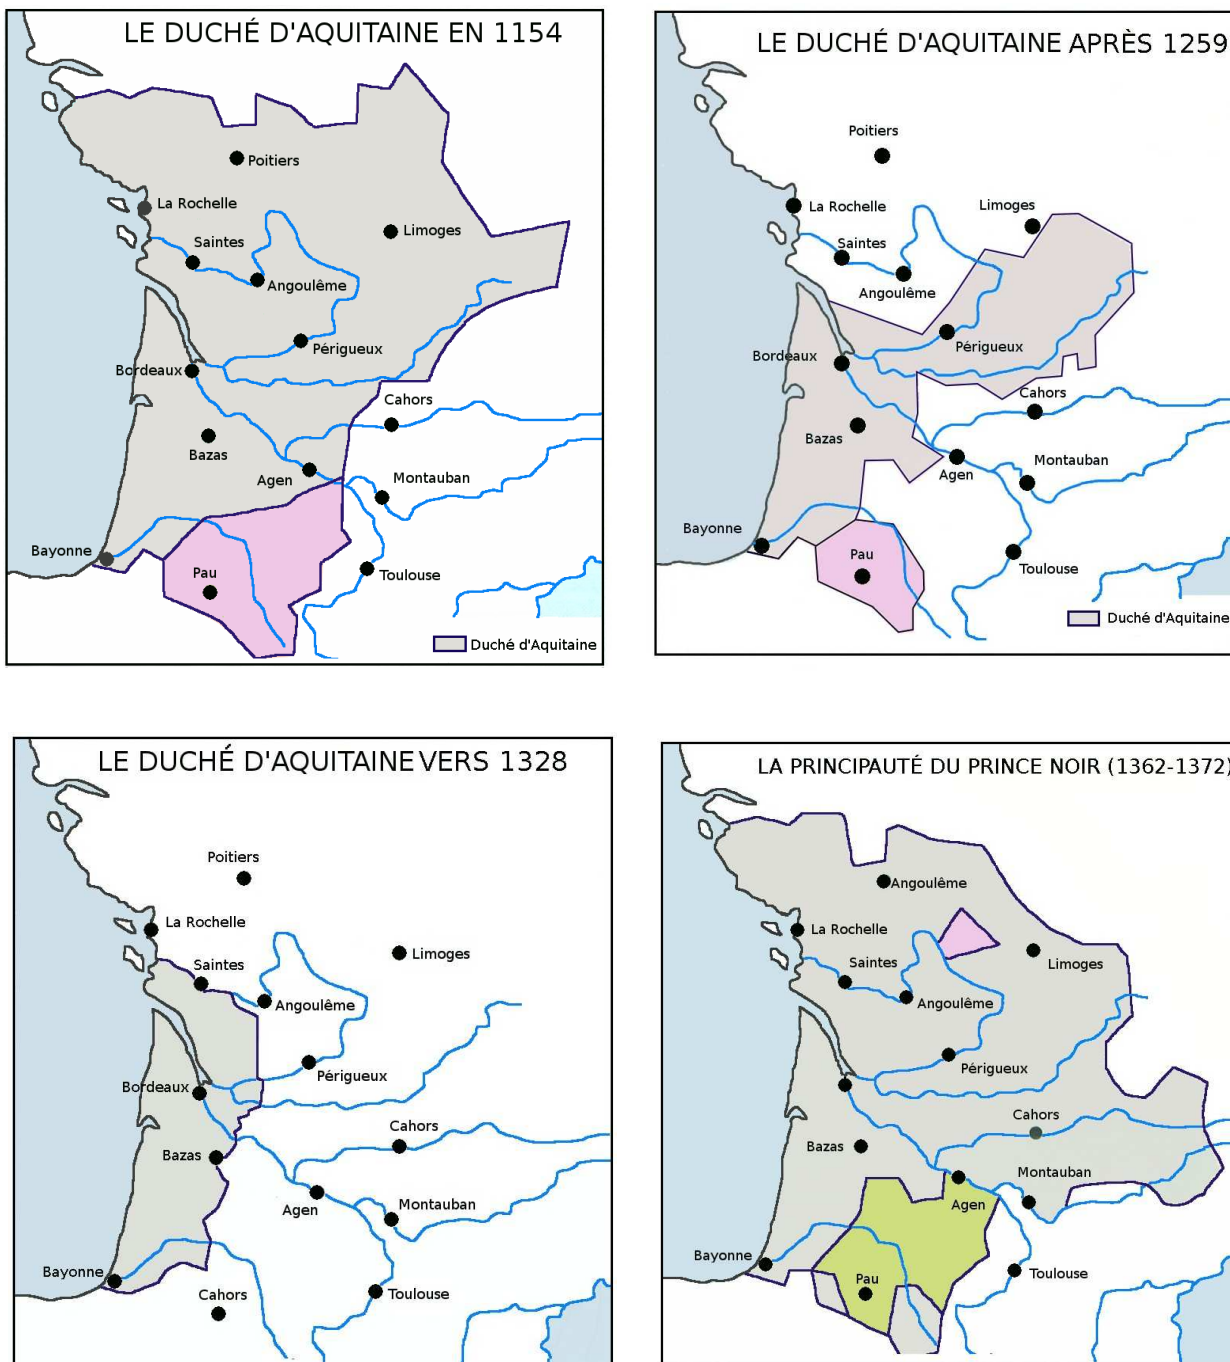 LE DUCHÉ D'AQUITAINE EN 1154
Poitiers
La Rochelle
Limoges
Saintes
Angoulême
Périgueux
Bordeaux
Cahors
Bazas
Agen
Montauban
Bayonne
Pau
Toulouse
Duché d'Aquitaine
LE DUCHÉ D'AQUITAINE APRÈS 1259
Poitiers
La Rochelle
Limoges
Saintes
Angoulême
Périgueux
Bordeaux
Cahors
Bazas
Agen
Montauban
Bayonne
Pau
Toulouse
Duché d'Aquitaine
LE DUCHÉ D'AQUITAINE VERS 1328
Poitiers
La Rochelle
Limoges
Saintes
Angoulême
Périgueux
Bordeaux
Cahors
Bazas
Agen
Montauban
Bayonne
Cahors
Toulouse
LA PRINCIPAUTÉ DU PRINCE NOIR (1362-1372)
Angoulême
La Rochelle
Limoges
Saintes
Angoulême
Périgueux
Cahors
Bazas
Montauban
Agen
Bayonne
Pau
Toulouse